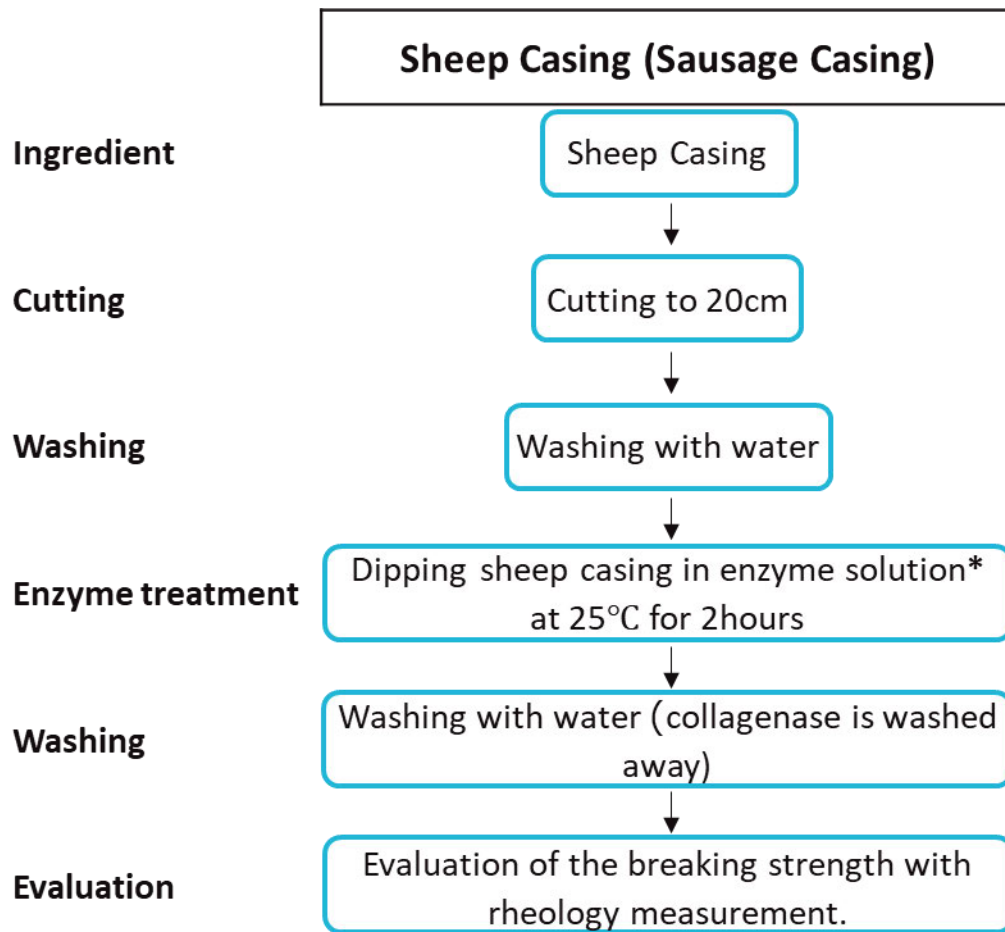 Sheep Casing (Sausage Casing)
Ingredient
Sheep Casing
Cutting
Cutting to 20cm
Washing
Washing with water
Enzyme treatment
Dipping sheep casing in enzyme solution*
at 25℃ for 2hours
Washing
Washing with water (collagenase is washed
away)
Evaluation
Evaluation of the breaking strength with
rheology measurement.